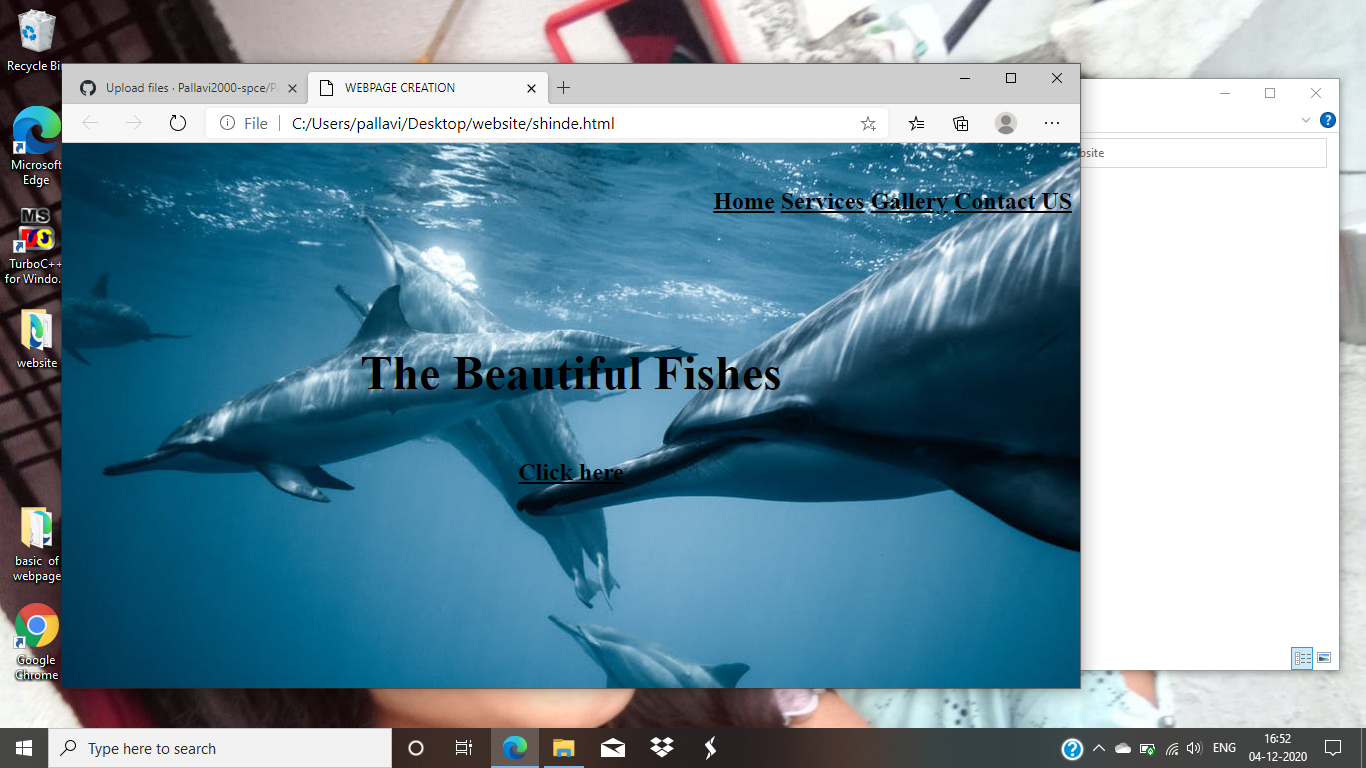 Recycle Bi
Microsoft
Edge
MS
TurboC++
for Windo...
website
basic of
webpage
Google
Chrome
Upload files · Pallavi2000-spce/P
WEBPAGE CREATION
File
C:/Users/pallavi/Desktop/website/shinde.html
bsite
Home Services Gallery Contact US
The Beautiful Fishes
Click here
Type here to search
ENG
16:52
04-12-2020